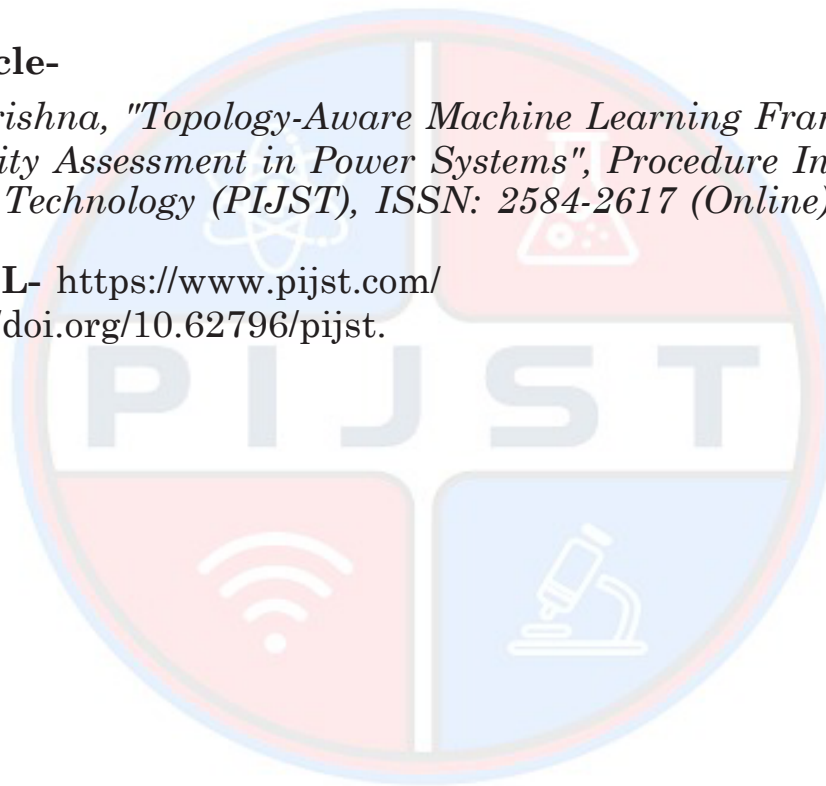 cle-
rishna, "Topology-Aware Machine Learning Fra
ity Assessment in Power Systems", Procedure In
Technology (PIJST), ISSN: 2584-2617 (Online)
L- https://www.pijst.com/
/doi.org/10.62796/pijst.
PIJST